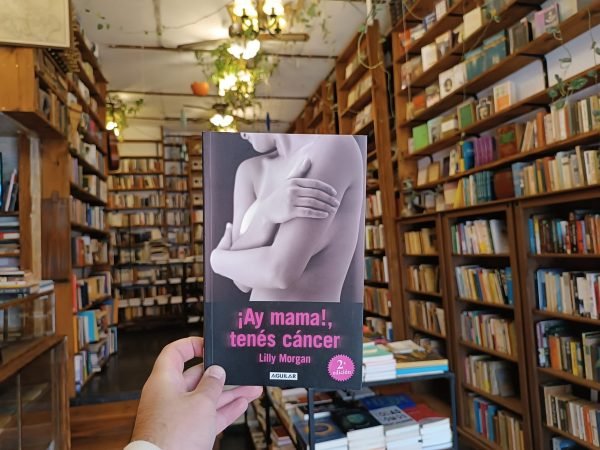 ¡Ay mama!,
tenés cáncer
Lilly Morgan
2ª
edición
AGUILAR